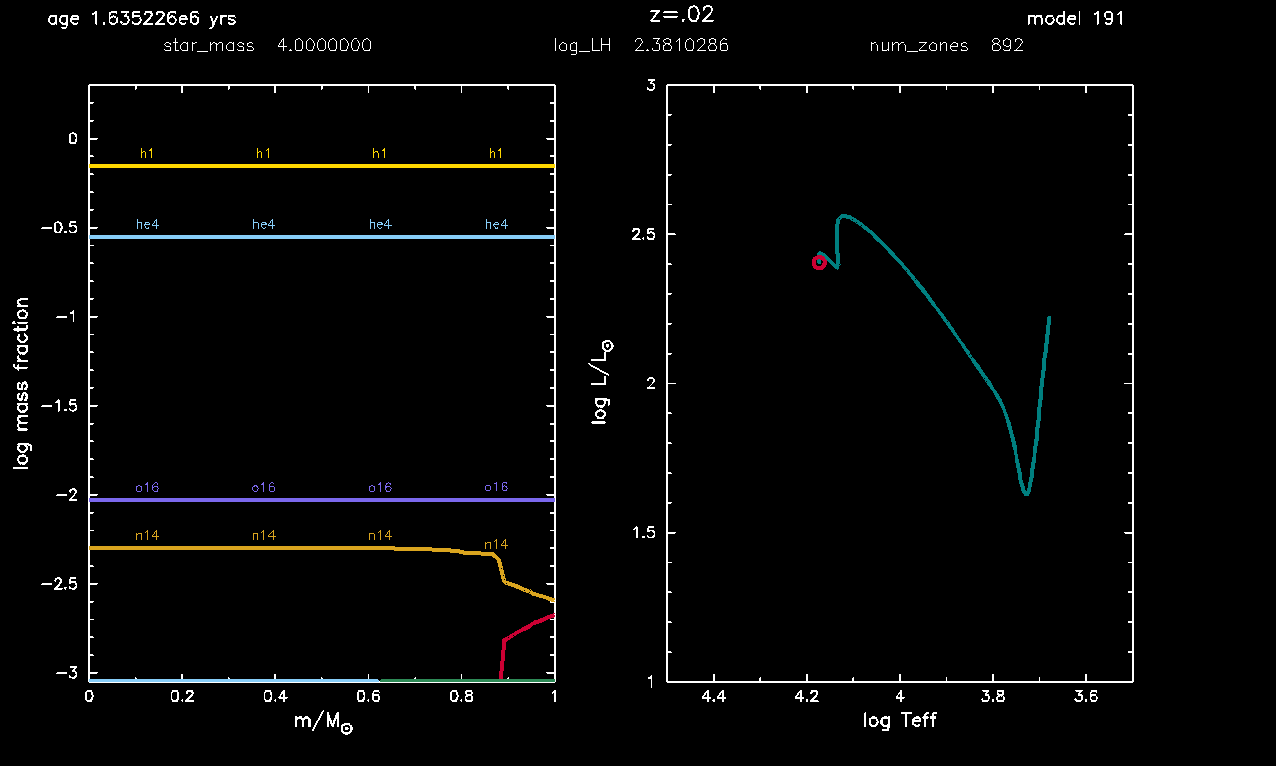 age 1.635226e6 yrs z=.02 model 191
star_mass 4.0000000 log_LH 2.3810286 num_zones 892
log mass fraction
0
−0.5
−1
−1.5
−2
−2.5
−3
h1 h1 h1 h1
he4 he4 he4 he4
o16 o16 o16 o16
n14 n14 n14 n14
0 0.2 0.4 0.6 0.8 1
m/M⊙
log L/L⊙
3
2.5
2
1.5
1
4.4 4.2 4 3.8 3.6
log Teff